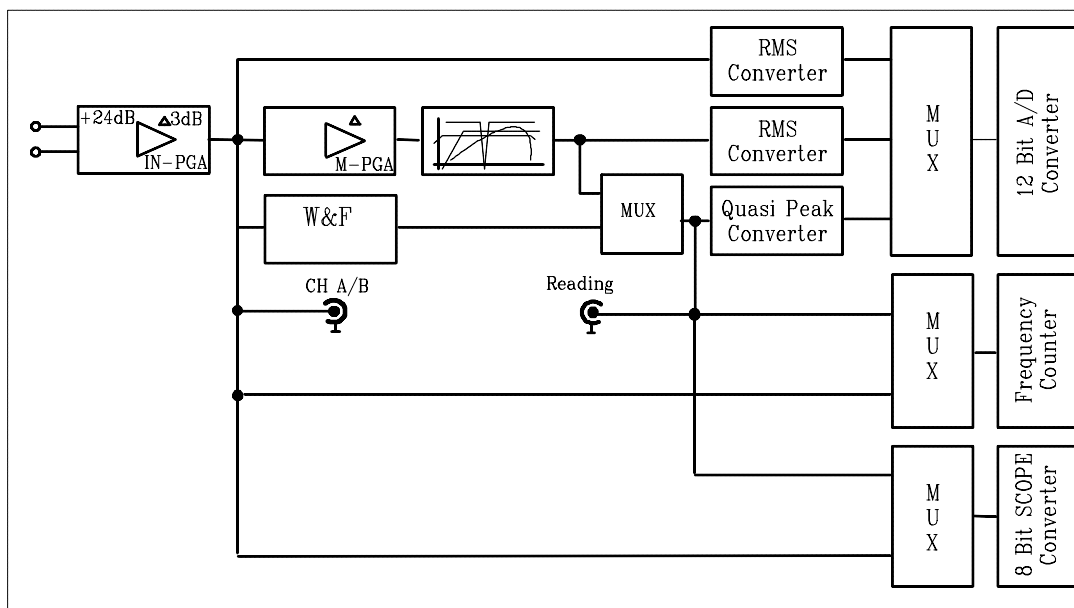 RMS
Converter
+24dB
3dB
IN-PGA
M-PGA
RMS
Converter
M
U
X
12 Bit A/D
Converter
W&F
MUX
Quasi Peak
Converter
CH A/B
Reading
M
U
X
Frequency
Counter
M
U
X
8 Bit SCOPE
Converter